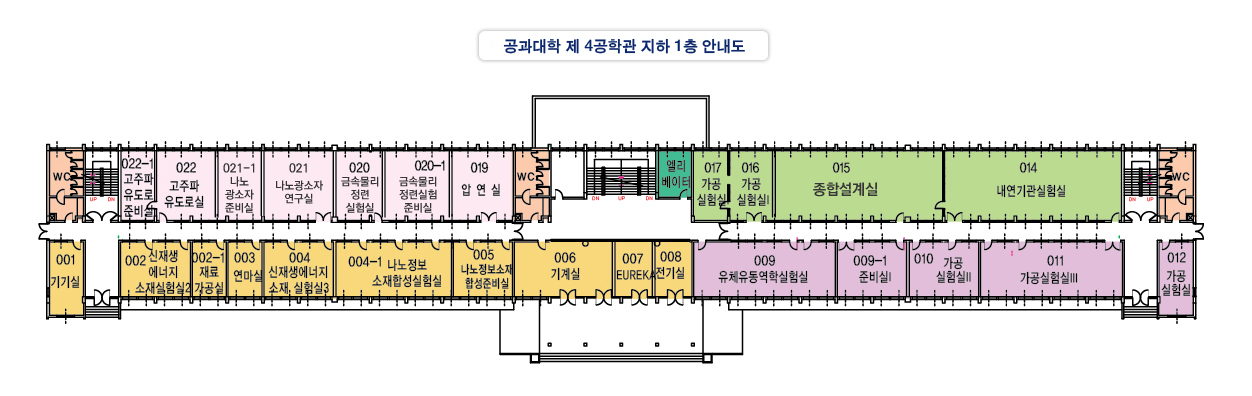 공과대학 제 4공학관 지하 1층 안내도
WC
UP
DN
022-1
고주파
유도로
준비실
022
고주파
유도로실
021-1
나노
광소자
준비실
021
나노광소자
연구실
020
금속물리
정련
실험실
020-1
금속물리
정련실험
준비실
019
압 연 실
WC
DN
UP
DN
엘리
베이터
017
가공
실험실
016
가공
실험실I
015
종합설계실
014
내연기관실험실
UP
DN
WC
001
기기실
002 신재생
에너지
소재실험실2
002-1
재료
가공실
003
연마실
004
신재생에너지
소재, 실험실3
004-1 나노정보
소재합성실험실
005
나노정보소재
합성준비실
006
기계실
007
EUREKA
008
전기실
009
유체유동역학실험실
009-1
준비실I
010 가공
실험실II
011
가공실험실III
012
가공
실험실